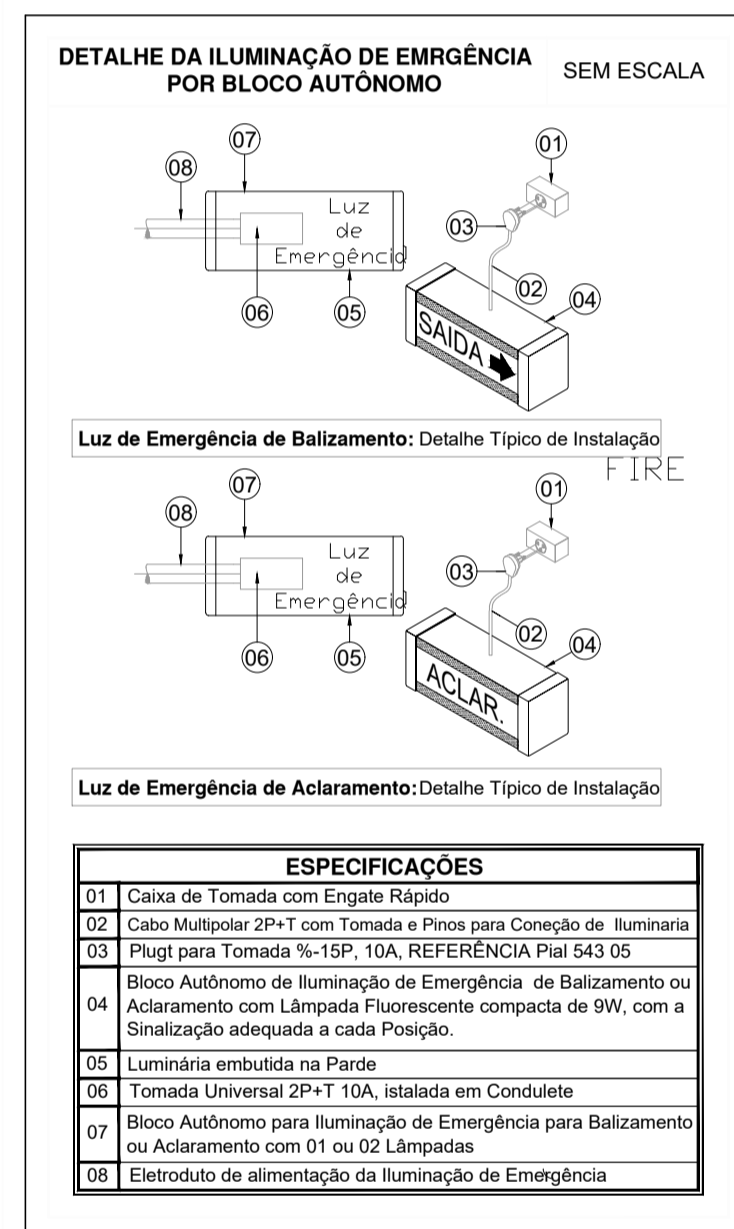 DETALHE DA ILUMINAÇÃO DE EMRGÊNCIA
POR BLOCO AUTÔNOMO
SEM ESCALA
07
08
01
03
02
04
06
05
Luz
de
Emergência
SAIDA
Luz de Emergência de Balizamento: Detalhe Típico de Instalação
FIRE
07
08
01
03
02
04
06
05
Luz
de
Emergência
ACLAR.
Luz de Emergência de Aclaramento: Detalhe Típico de Instalação
ESPECIFICAÇÕES
01 Caixa de Tomada com Engate Rápido
02 Cabo Multipolar 2P+T com Tomada e Pinos para Coneção de Iluminaria
03 Plugt para Tomada %-15P, 10A, REFERÊNCIA Pial 543 05
04 Bloco Autônomo de Iluminação de Emergência de Balizamento ou
Aclaramento com Lâmpada Fluorescente compacta de 9W, com a
Sinalização adequada a cada Posição.
05 Luminária embutida na Parde
06 Tomada Universal 2P+T 10A, istalada em Condulete
07 Bloco Autônomo para Iluminação de Emergência para Balizamento
ou Aclaramento com 01 ou 02 Lâmpadas
08 Eletroduto de alimentação da Iluminação de Emergência